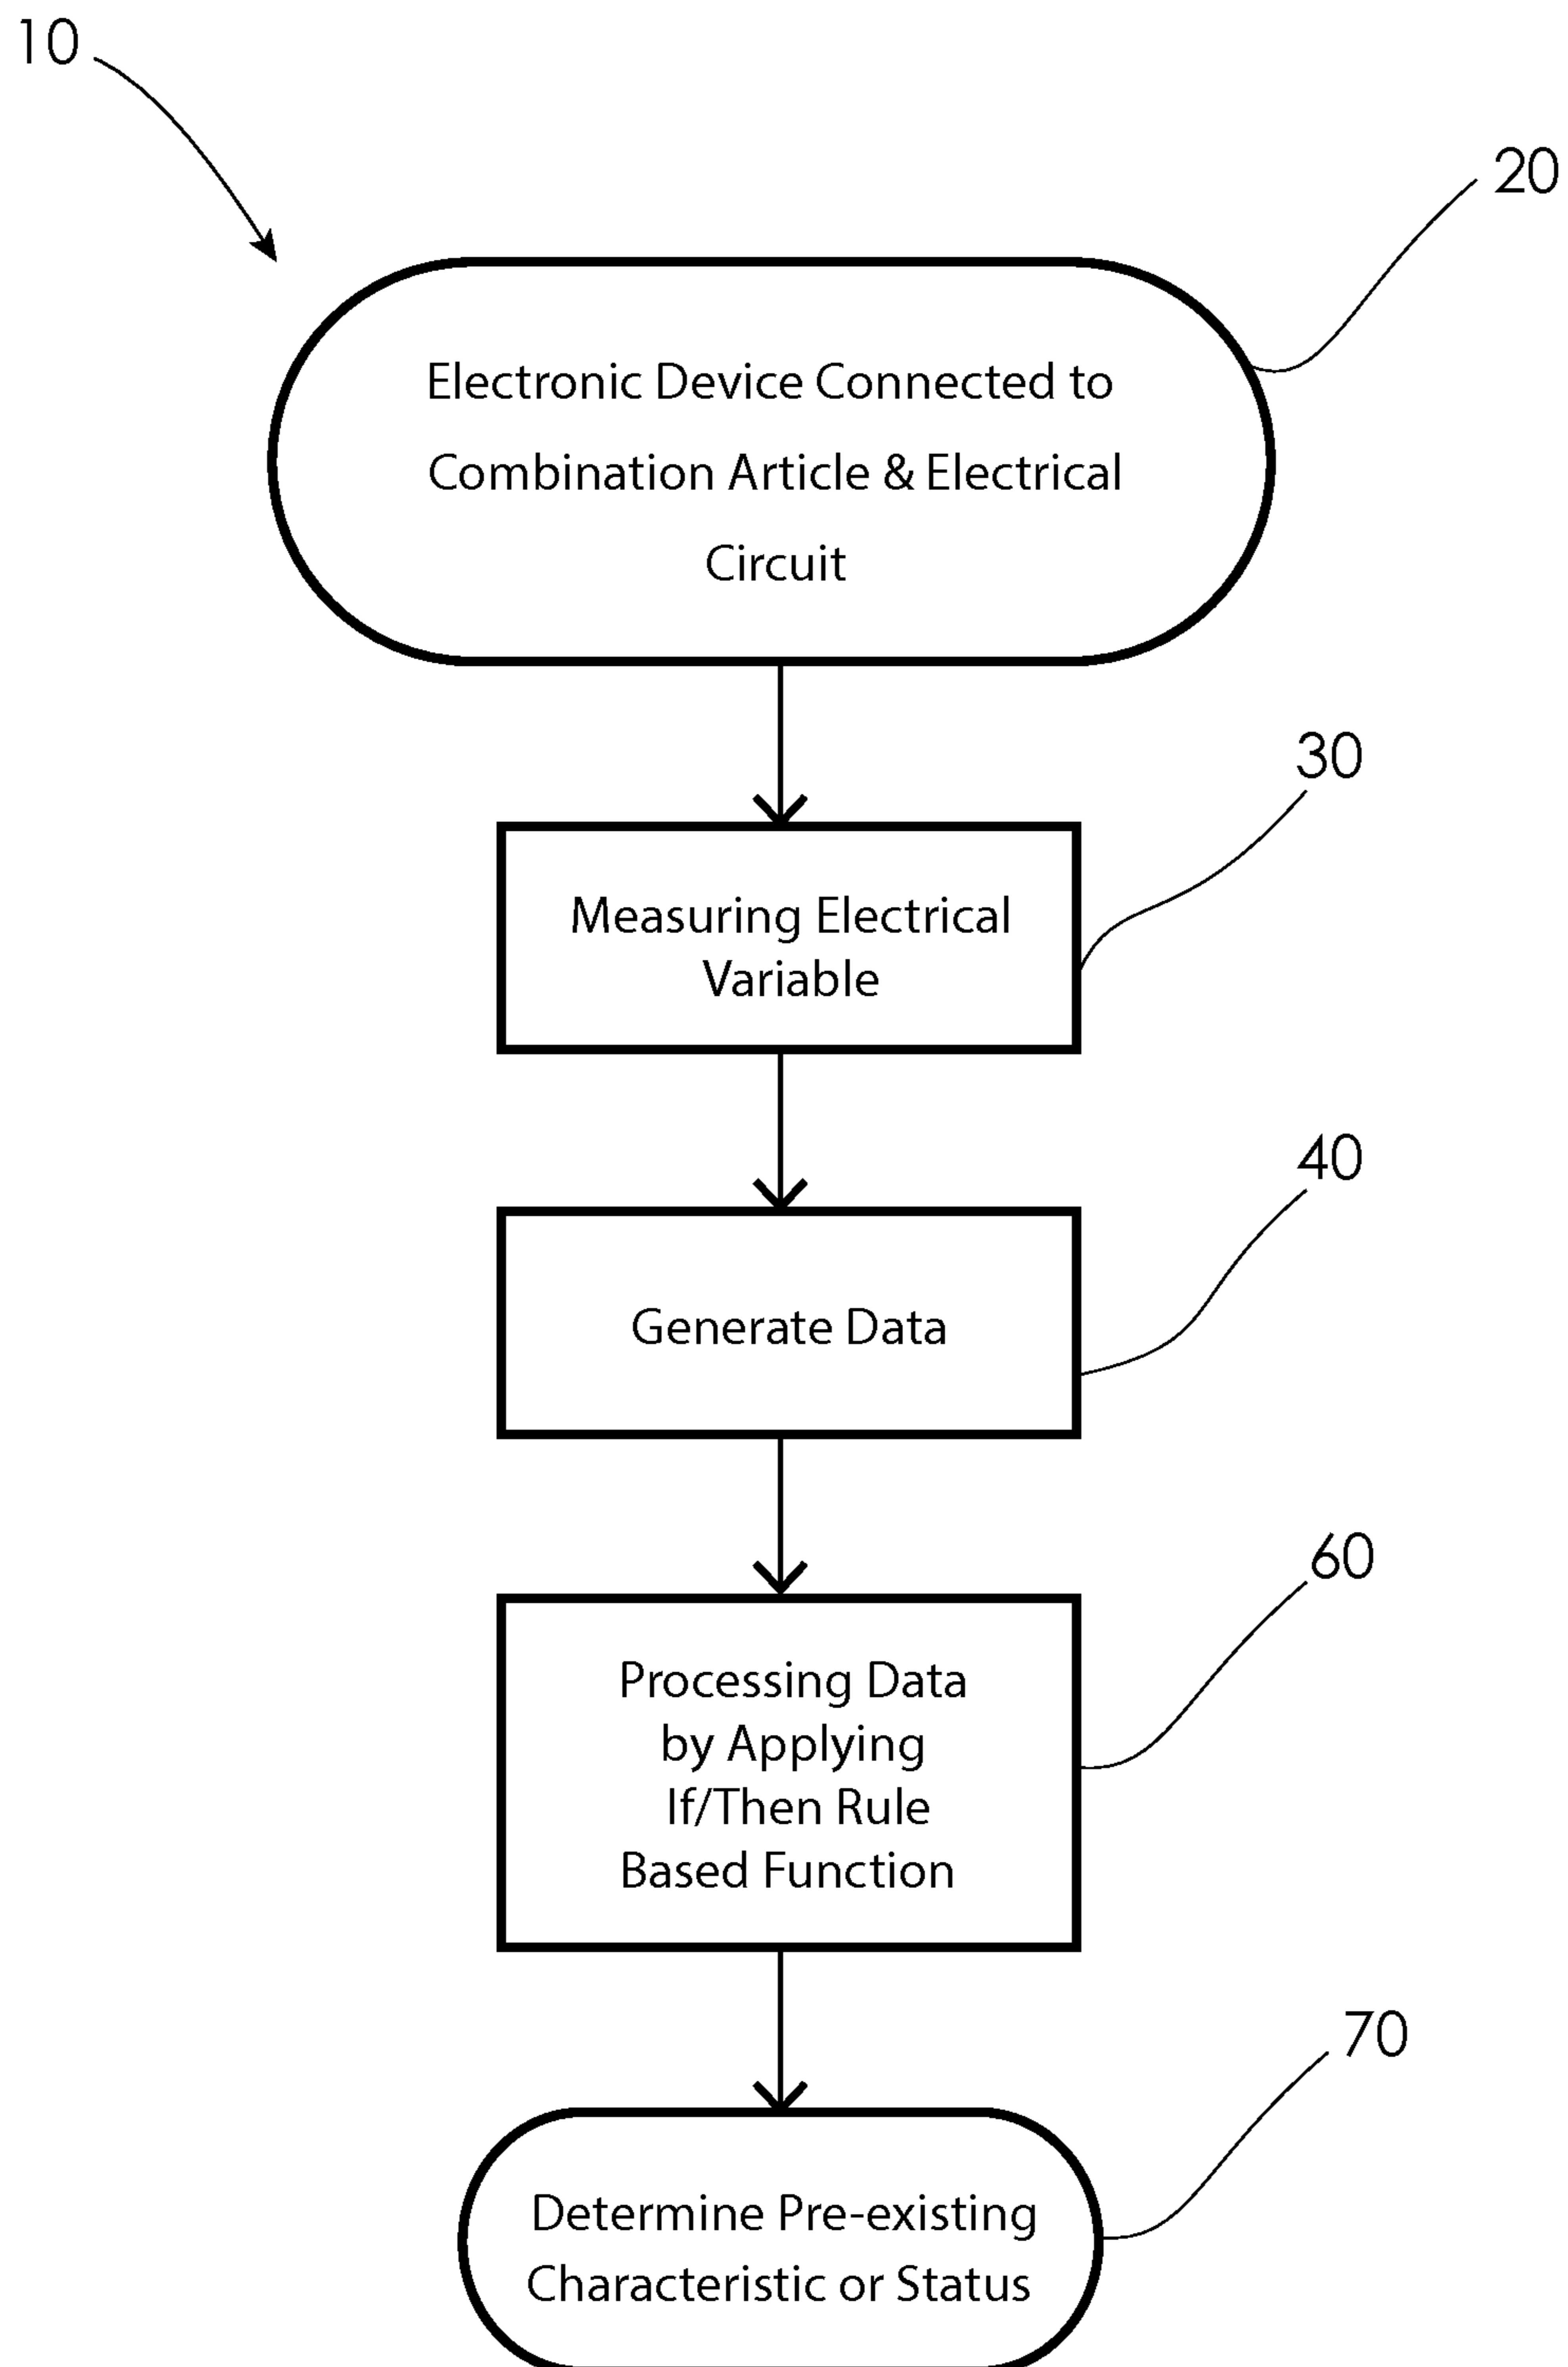 10
20
Electronic Device Connected to
Combination Article & Electrical
Circuit
30
Measuring Electrical
Variable
40
Generate Data
60
Processing Data
by Applying
If/Then Rule
Based Function
70
Determine Pre-existing
Characteristic or Status